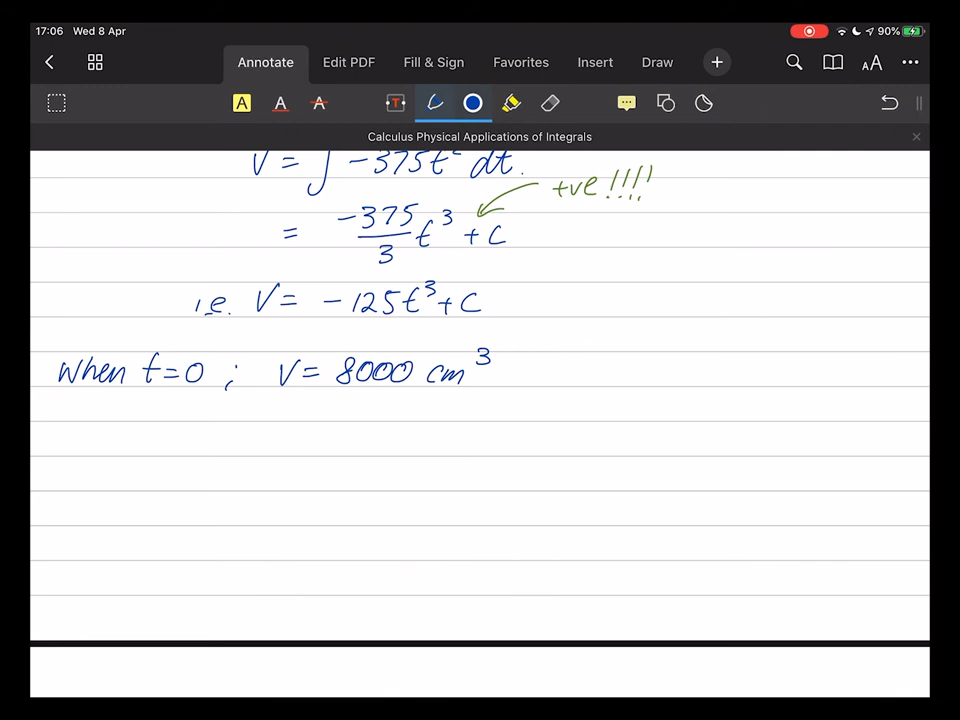 17:06 Wed 8 Apr 90%
Annotate Edit PDF Fill & Sign Favorites Insert Draw
Calculus Physical Applications of Integrals
V = ∫ -375t² dt.
+ve !!!!
= -375/3 t³ + C
i.e. V = -125t³ + C
When t=0 ; V = 8000 cm³